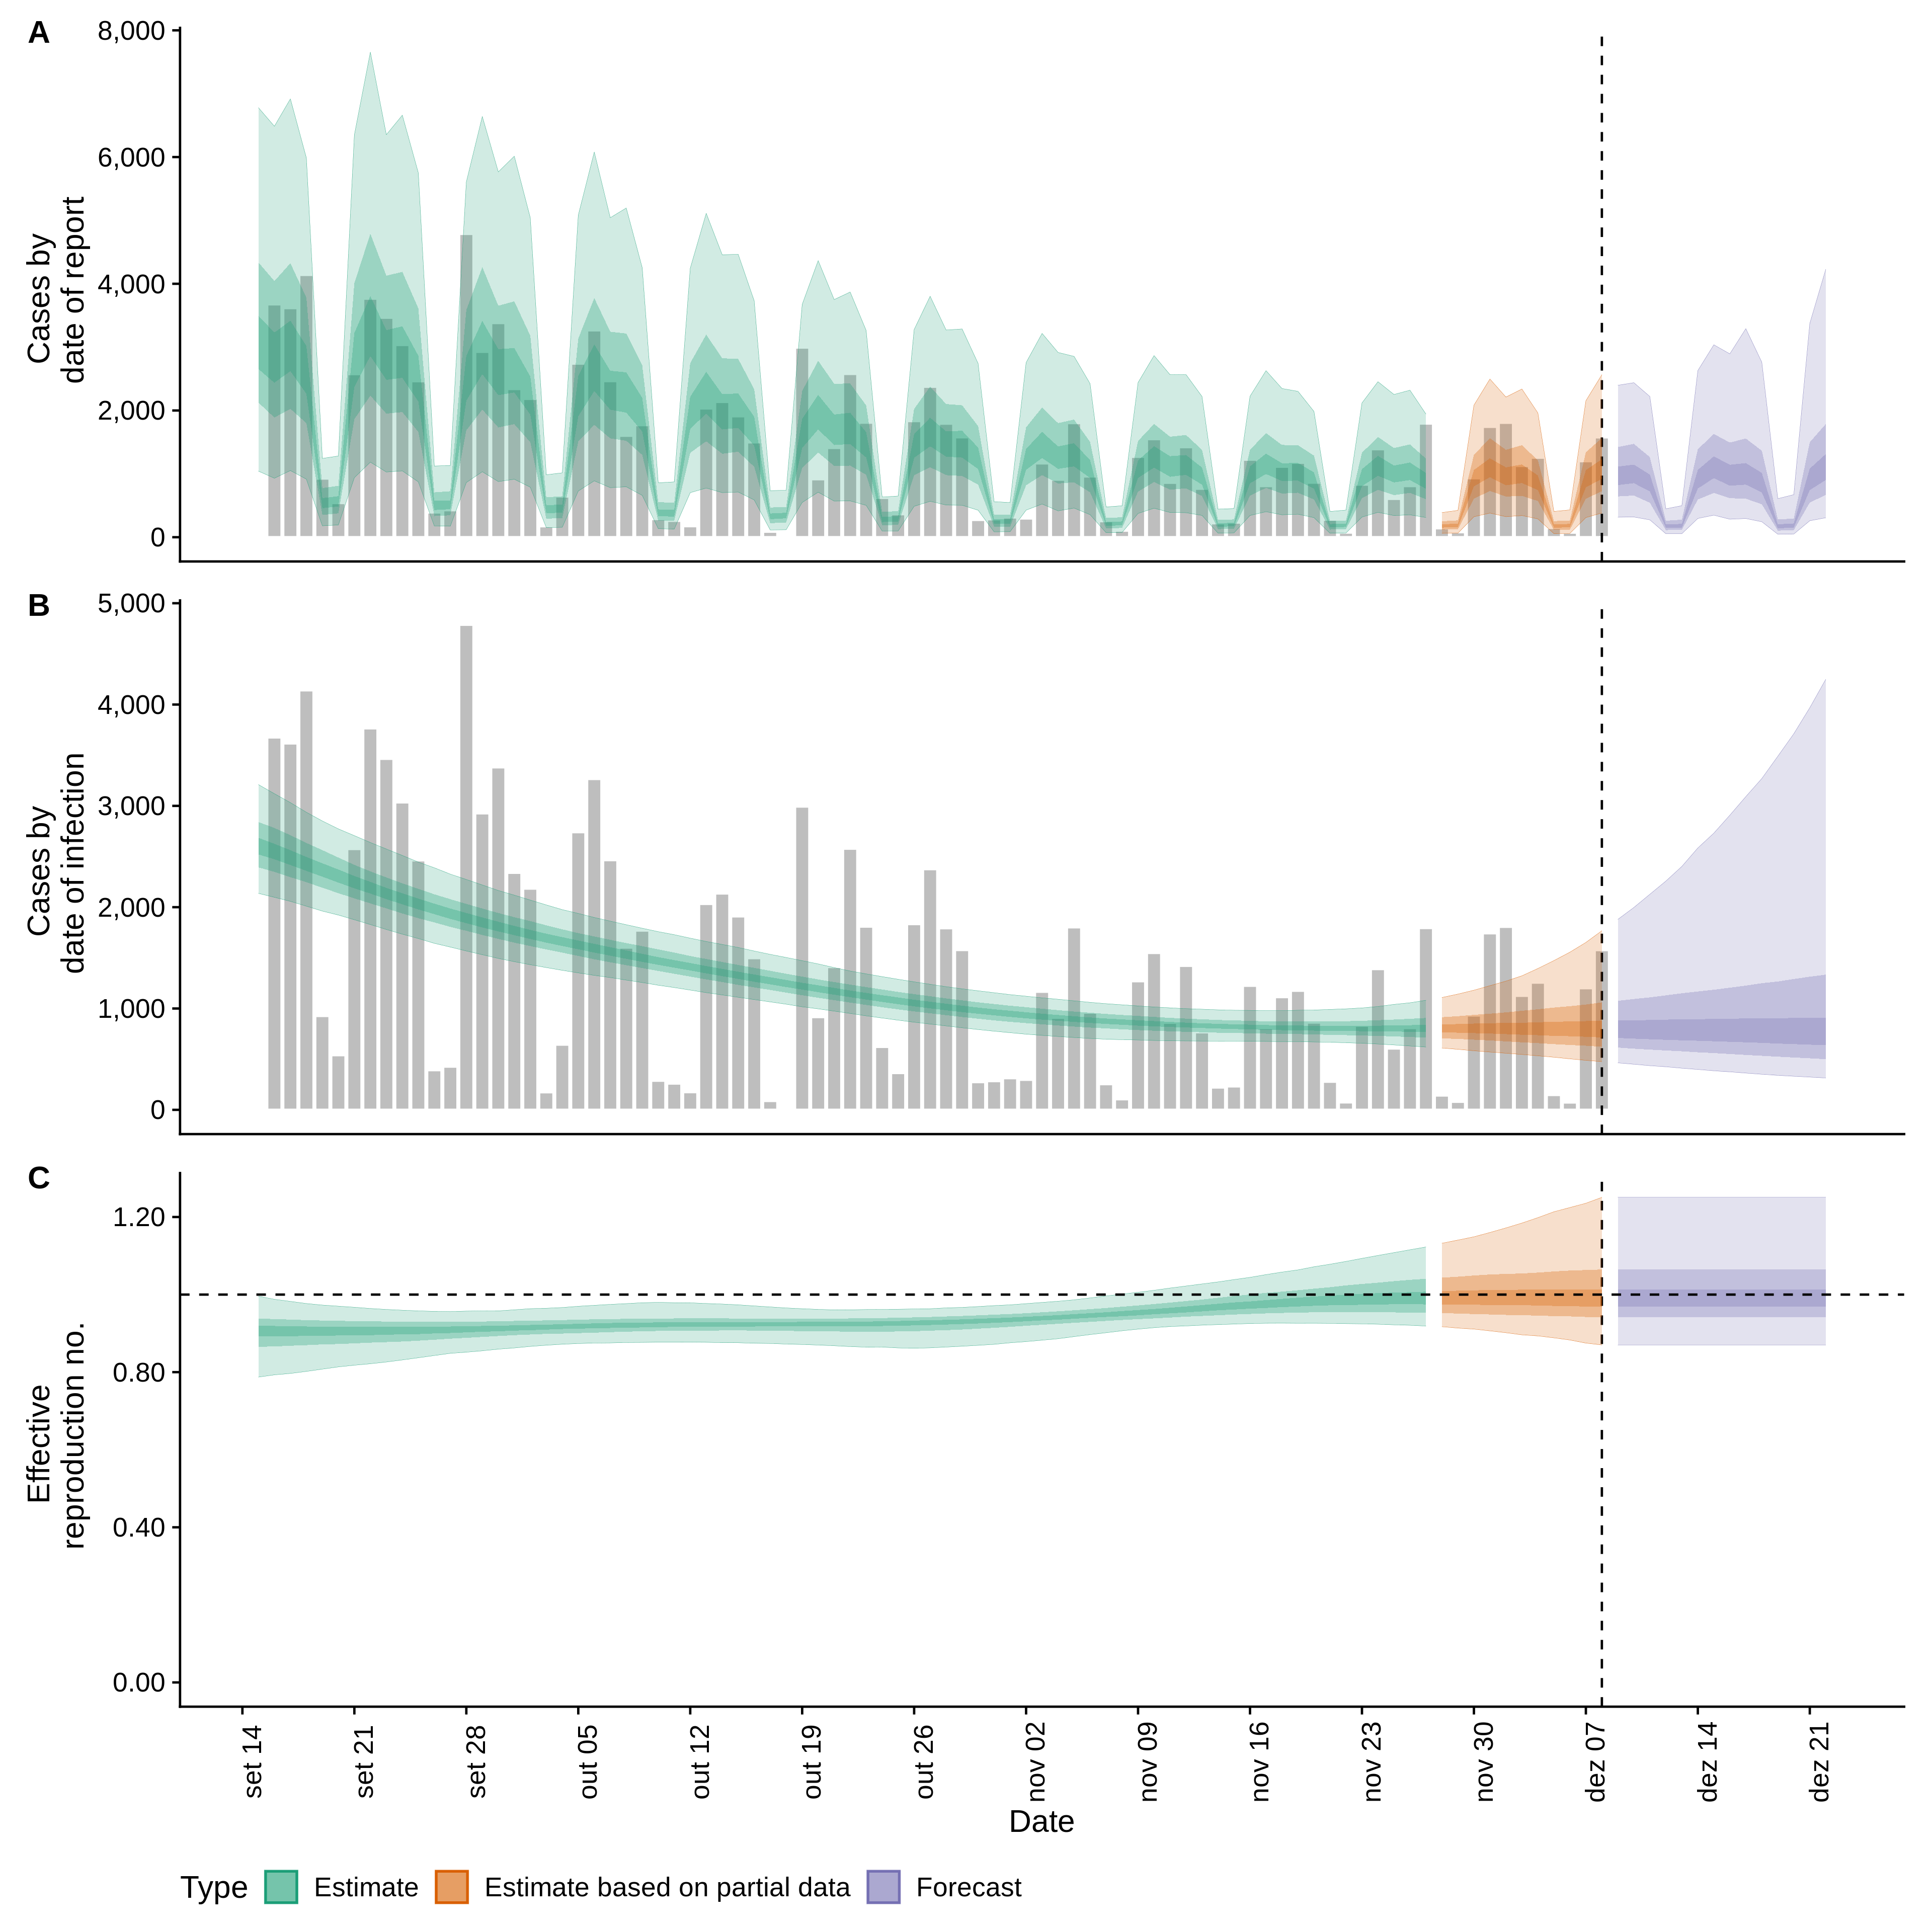 A
Cases by
date of report
8,000
6,000
4,000
2,000
0
B
Cases by
date of infection
5,000
4,000
3,000
2,000
1,000
0
C
Effective
reproduction no.
1.20
0.80
0.40
0.00
set 14
set 21
set 28
out 05
out 12
out 19
out 26
nov 02
nov 09
nov 16
nov 23
nov 30
dez 07
dez 14
dez 21
Date
Type Estimate Estimate based on partial data Forecast